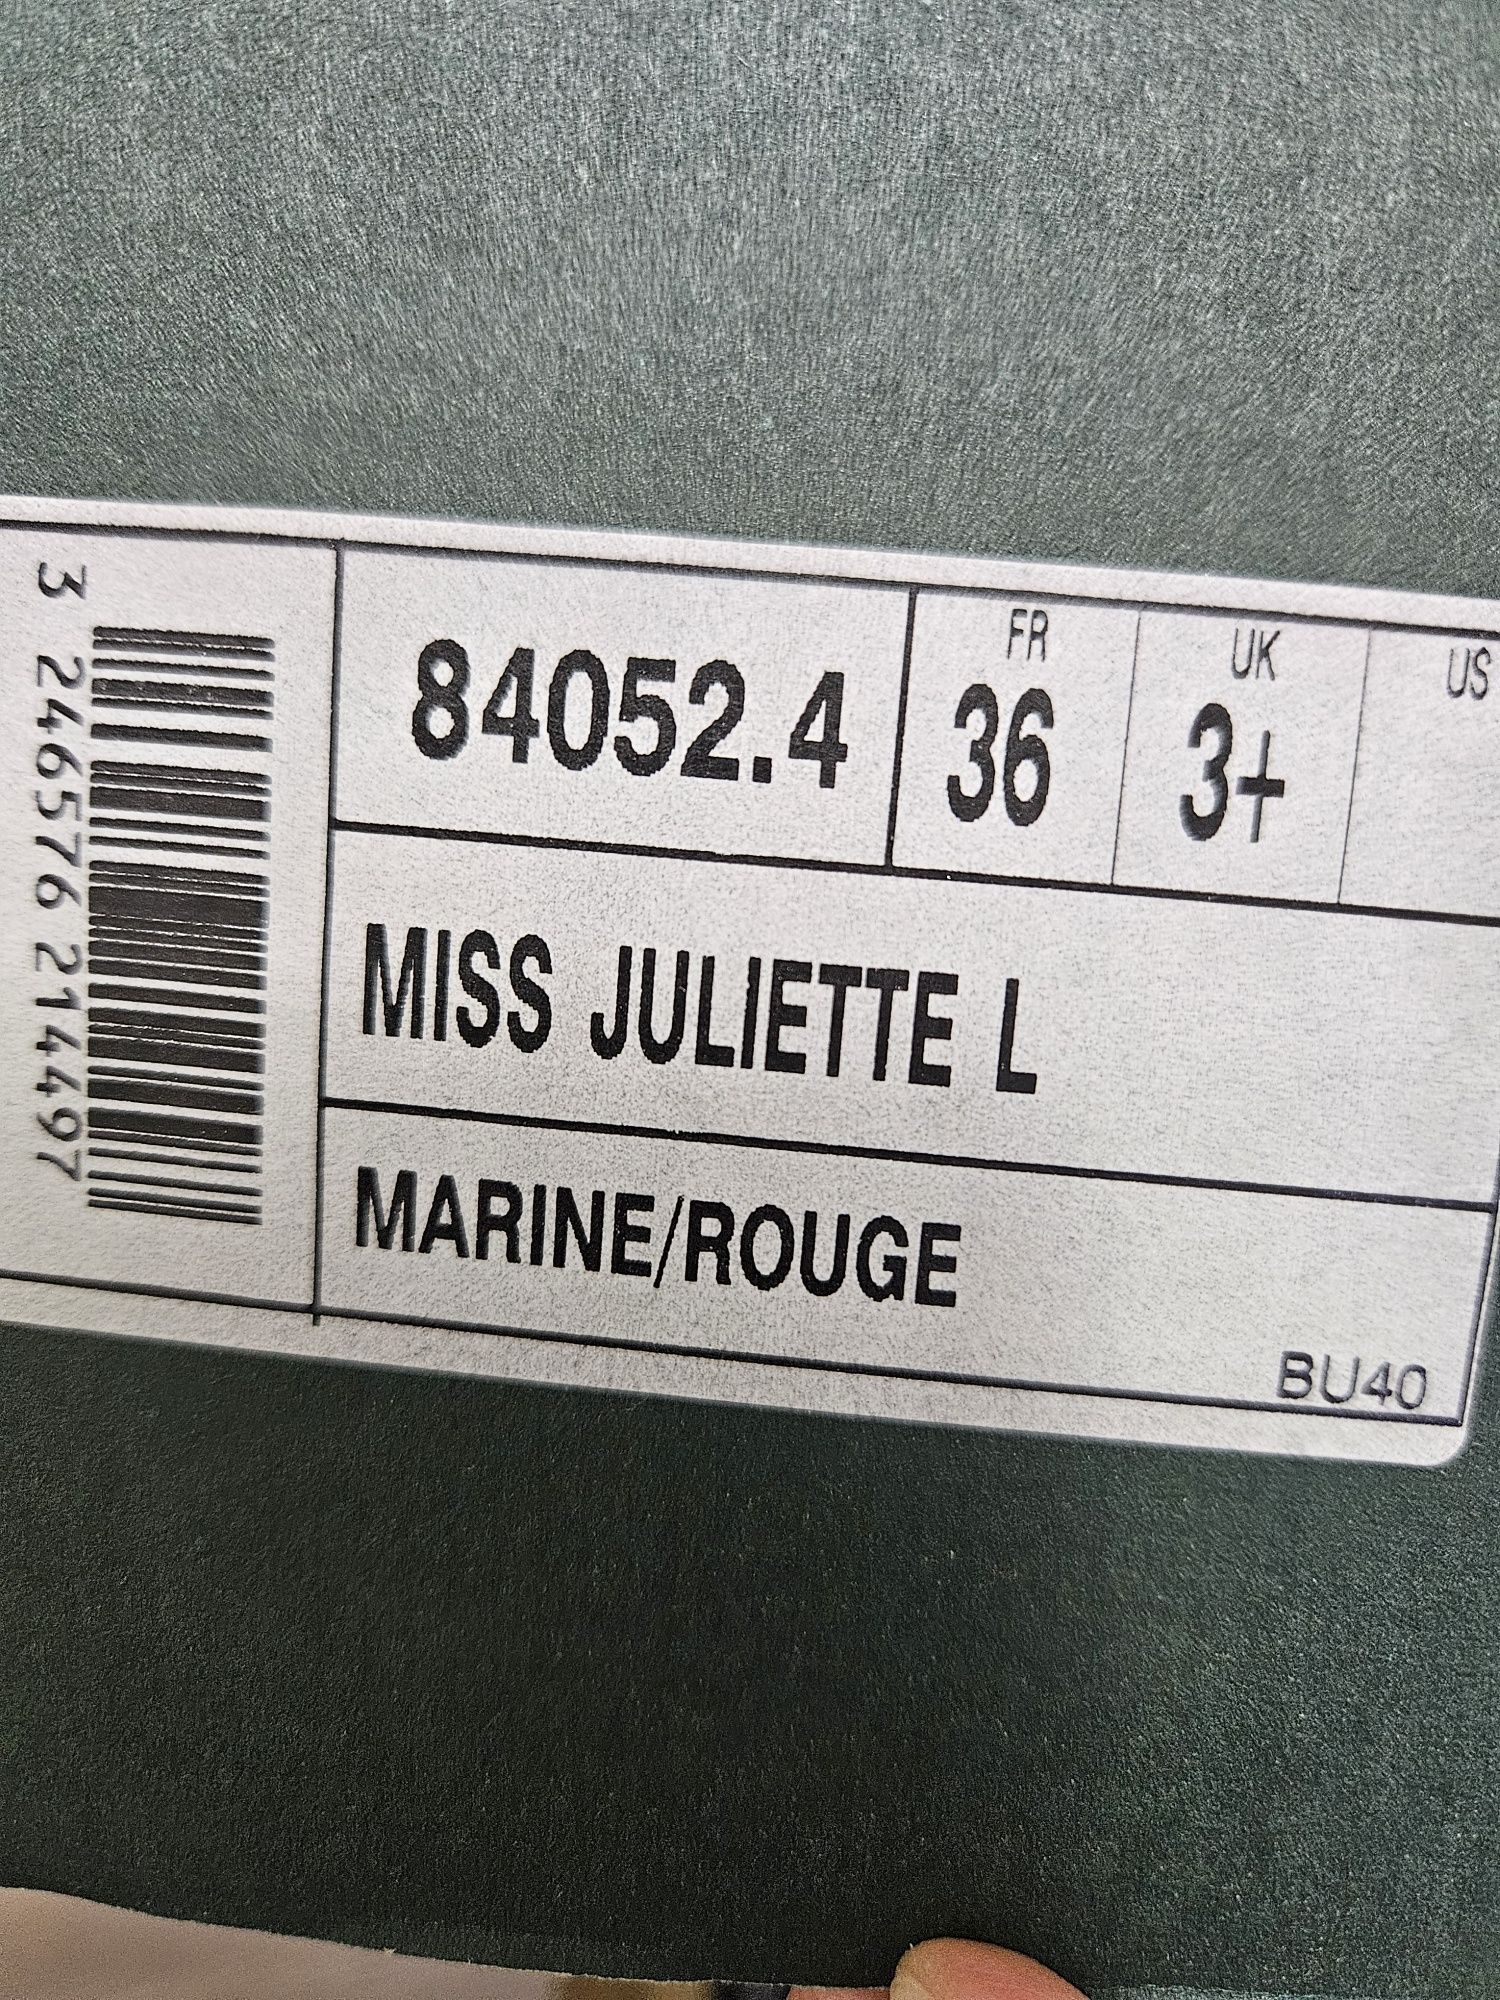 3 246576 214497
84052.4
FR UK US
36 3+
MISS JULIETTE L
MARINE/ROUGE
BU40